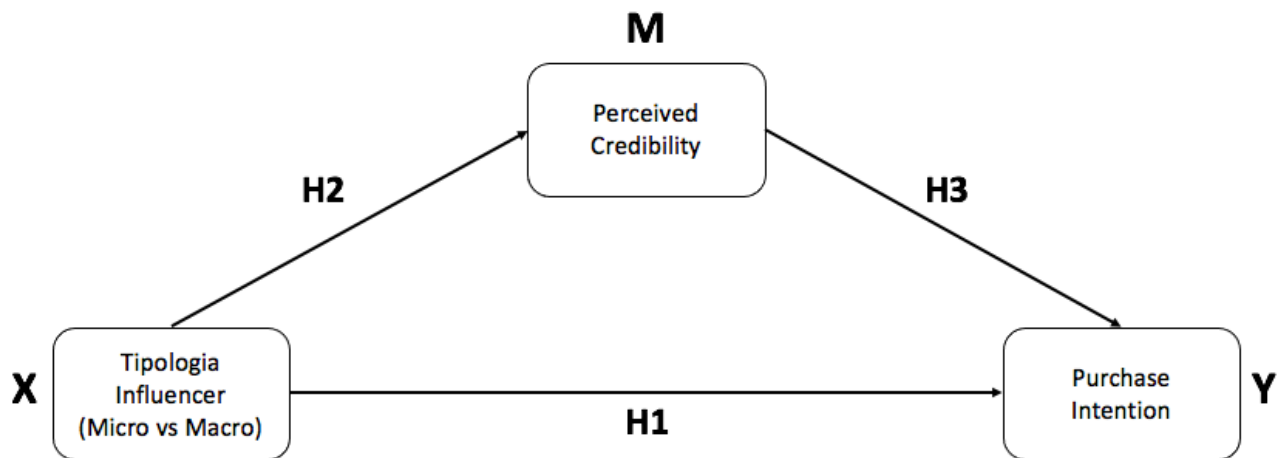 M
Perceived
Credibility
H2
H3
X
Tipologia
Influencer
(Micro vs Macro)
H1
Purchase
Intention
Y